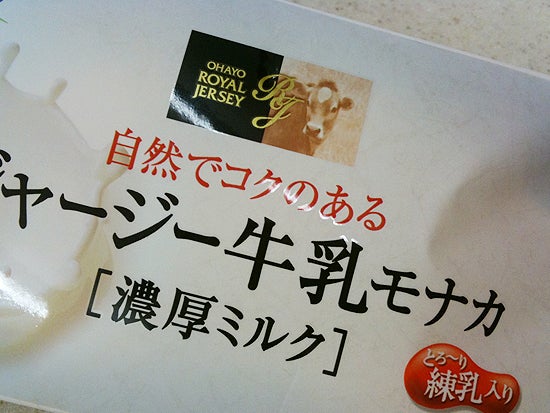 OHAYO
ROYAL
JERSEY
RJ
自然でコクのある
ジャージー牛乳モナカ
[濃厚ミルク]
とろ〜り
練乳入り